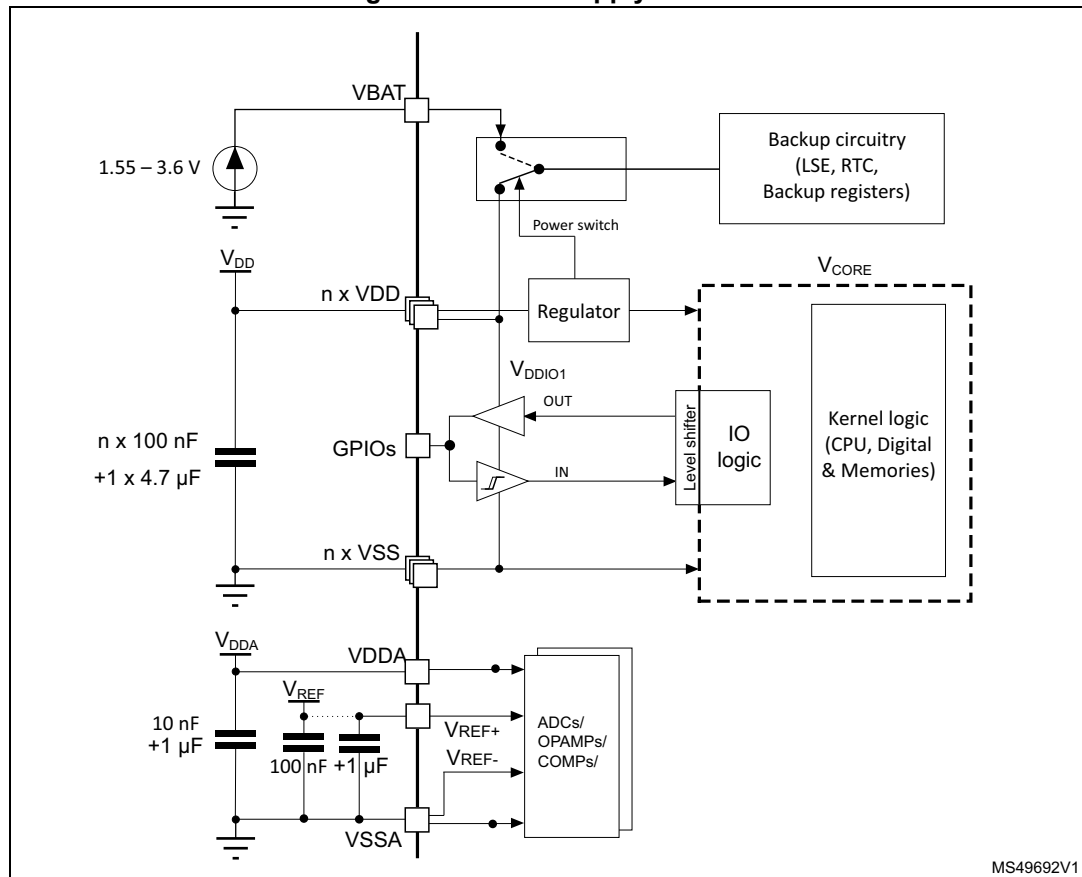 VBAT
1.55 – 3.6 V
Backup circuitry
(LSE, RTC,
Backup registers)
Power switch
VDD
n x VDD
Regulator
VCORE
VDDIO1
OUT
GPIOs
IN
Level shifter
IO
logic
Kernel logic
(CPU, Digital
& Memories)
n x 100 nF
+1 x 4.7 µF
n x VSS
VDDA
VDDA
10 nF
+1 µF
VREF
100 nF
+1 µF
VREF+
VREF-
ADCs/
OPAMPs/
COMPs/
VSSA
MS49692V1